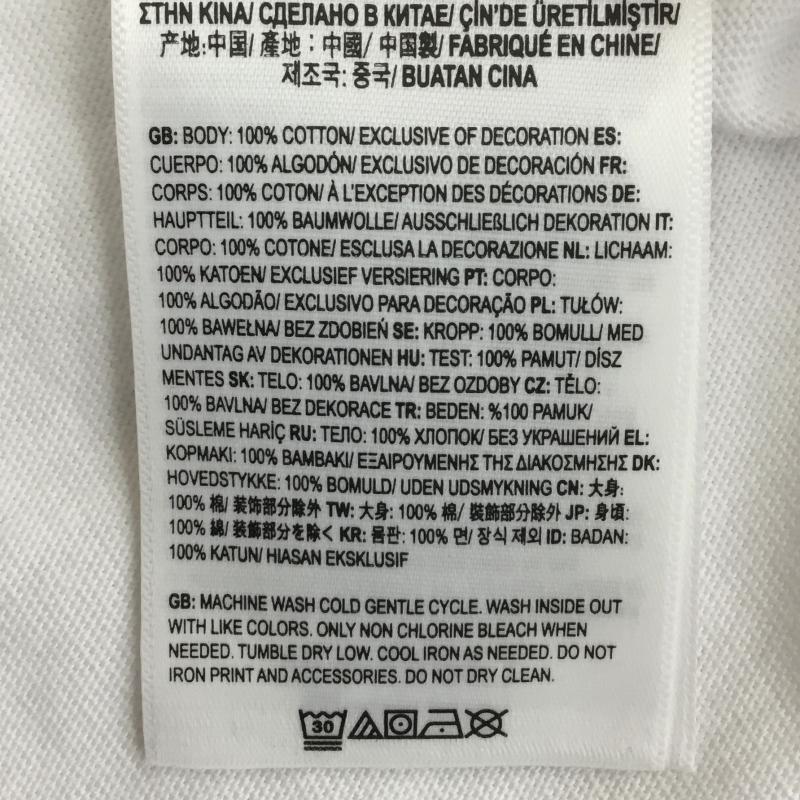 ΣΤΗΝ ΚΙΝΑ/ СДЕЛАНО В КИТАЕ/ ÇİN'DE ÜRETİLMİŞTİR/
产地:中国/ 產地：中國/ 中国製/ FABRIQUÉ EN CHINE/
제조국: 중국/ BUATAN CINA
GB: BODY: 100% COTTON/ EXCLUSIVE OF DECORATION ES:
CUERPO: 100% ALGODÓN/ EXCLUSIVO DE DECORACIÓN FR:
CORPS: 100% COTON/ À L'EXCEPTION DES DÉCORATIONS DE:
HAUPTTEIL: 100% BAUMWOLLE/ AUSSCHLIEßLICH DEKORATION IT:
CORPO: 100% COTONE/ ESCLUSA LA DECORAZIONE NL: LICHAAM:
100% KATOEN/ EXCLUSIEF VERSIERING PT: CORPO:
100% ALGODÃO/ EXCLUSIVO PARA DECORAÇÃO PL: TUŁÓW:
100% BAWEŁNA/ BEZ ZDOBIEŃ SE: KROPP: 100% BOMULL/ MED
UNDANTAG AV DEKORATIONEN HU: TEST: 100% PAMUT/ DÍSZ
MENTES SK: TELO: 100% BAVLNA/ BEZ OZDOBY CZ: TĚLO:
100% BAVLNA/ BEZ DEKORACE TR: BEDEN: %100 PAMUK/
SÜSLEME HARİÇ RU: ТЕЛО: 100% ХЛОПОК/ БЕЗ УКРАШЕНИЙ EL:
ΚΟΡΜΑΚΙ: 100% ΒΑΜΒΑΚΙ/ ΕΞΑΙΡΟΥΜΕΝΗΣ ΤΗΣ ΔΙΑΚΟΣΜΗΣΗΣ DK:
HOVEDSTYKKE: 100% BOMULD/ UDEN UDSMYKNING CN: 大身:
100% 棉/ 装饰部分除外 TW: 大身: 100% 棉/ 裝飾部分除外 JP: 身頃:
100% 綿/ 装飾部分を除く KR: 몸판: 100% 면/ 장식 제외 ID: BADAN:
100% KATUN/ HIASAN EKSKLUSIF
GB: MACHINE WASH COLD GENTLE CYCLE. WASH INSIDE OUT
WITH LIKE COLORS. ONLY NON CHLORINE BLEACH WHEN
NEEDED. TUMBLE DRY LOW. COOL IRON AS NEEDED. DO NOT
IRON PRINT AND ACCESSORIES. DO NOT DRY CLEAN.
30